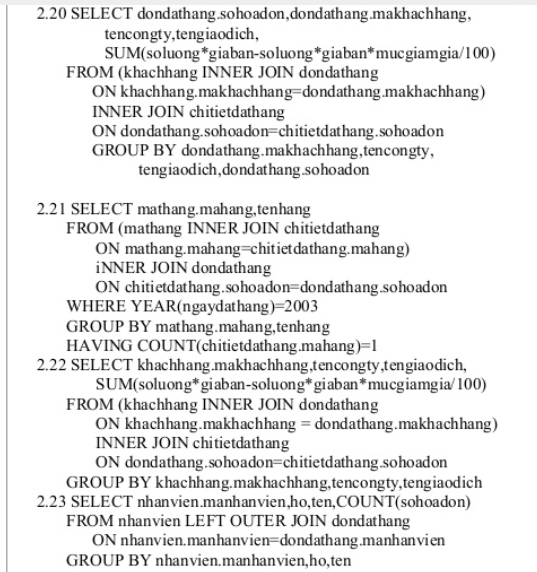 2.20 SELECT dondathang.sohoadon,dondathang.makhachhang,
tencongty,tengiaodich,
SUM(soluong*giaban-soluong*giaban*mucgiamgia/100)
FROM (khachhang INNER JOIN dondathang
ON khachhang.makhachhang=dondathang.makhachhang)
INNER JOIN chitietdathang
ON dondathang.sohoadon=chitietdathang.sohoadon
GROUP BY dondathang.makhachhang,tencongty,
tengiaodich,dondathang.sohoadon
2.21 SELECT mathang.mahang,tenhang
FROM (mathang INNER JOIN chitietdathang
ON mathang.mahang=chitietdathang.mahang)
iNNER JOIN dondathang
ON chitietdathang.sohoadon=dondathang.sohoadon
WHERE YEAR(ngaydathang)=2003
GROUP BY mathang.mahang,tenhang
HAVING COUNT(chitietdathang.mahang)=1
2.22 SELECT khachhang.makhachhang,tencongty,tengiaodich,
SUM(soluong*giaban-soluong*giaban*mucgiamgia/100)
FROM (khachhang INNER JOIN dondathang
ON khachhang.makhachhang = dondathang.makhachhang)
INNER JOIN chitietdathang
ON dondathang.sohoadon=chitietdathang.sohoadon
GROUP BY khachhang.makhachhang,tencongty,tengiaodich
2.23 SELECT nhanvien.manhanvien,ho,ten,COUNT(sohoadon)
FROM nhanvien LEFT OUTER JOIN dondathang
ON nhanvien.manhanvien=dondathang.manhanvien
GROUP BY nhanvien.manhanvien,ho,ten